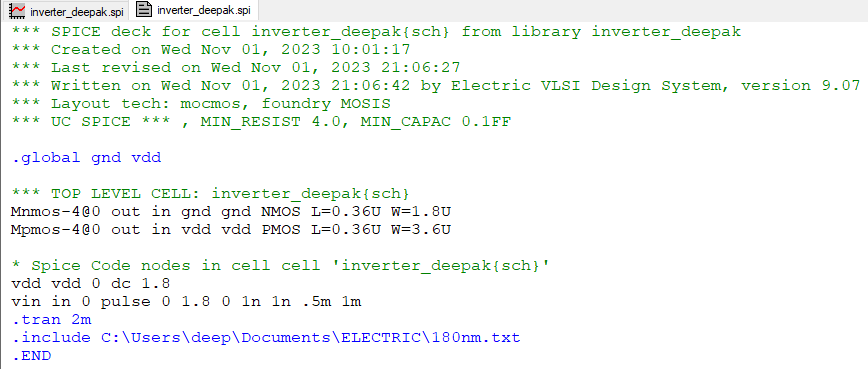 inverter_deepak.spi inverter_deepak.spi
*** SPICE deck for cell inverter_deepak{sch} from library inverter_deepak
*** Created on Wed Nov 01, 2023 10:01:17
*** Last revised on Wed Nov 01, 2023 21:06:27
*** Written on Wed Nov 01, 2023 21:06:42 by Electric VLSI Design System, version 9.07
*** Layout tech: mocmos, foundry MOSIS
*** UC SPICE *** , MIN_RESIST 4.0, MIN_CAPAC 0.1FF
.global gnd vdd
*** TOP LEVEL CELL: inverter_deepak{sch}
Mnmos-4@0 out in gnd gnd NMOS L=0.36U W=1.8U
Mpmos-4@0 out in vdd vdd PMOS L=0.36U W=3.6U
* Spice Code nodes in cell cell 'inverter_deepak{sch}'
vdd vdd 0 dc 1.8
vin in 0 pulse 0 1.8 0 1n 1n .5m 1m
.tran 2m
.include C:\Users\deep\Documents\ELECTRIC\180nm.txt
.END